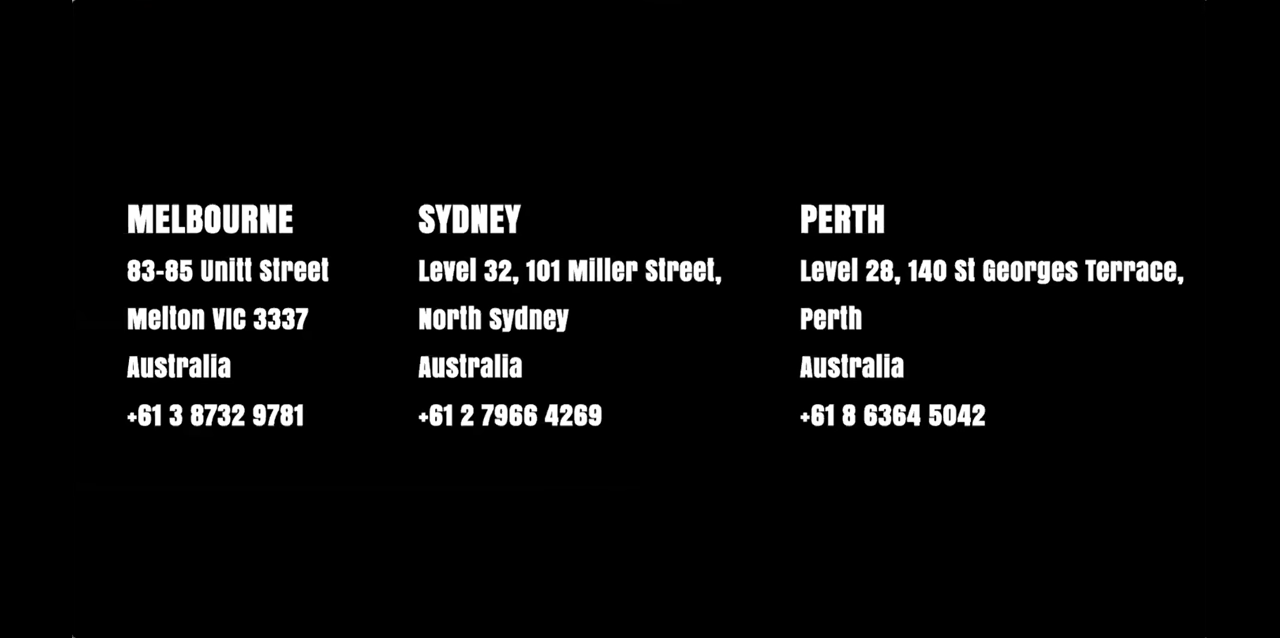 MELBOURNE
83-85 Unitt Street
Melton VIC 3337
Australia
+61 3 8732 9781
SYDNEY
Level 32, 101 Miller Street,
North Sydney
Australia
+61 2 7966 4269
PERTH
Level 28, 140 St Georges Terrace,
Perth
Australia
+61 8 6364 5042